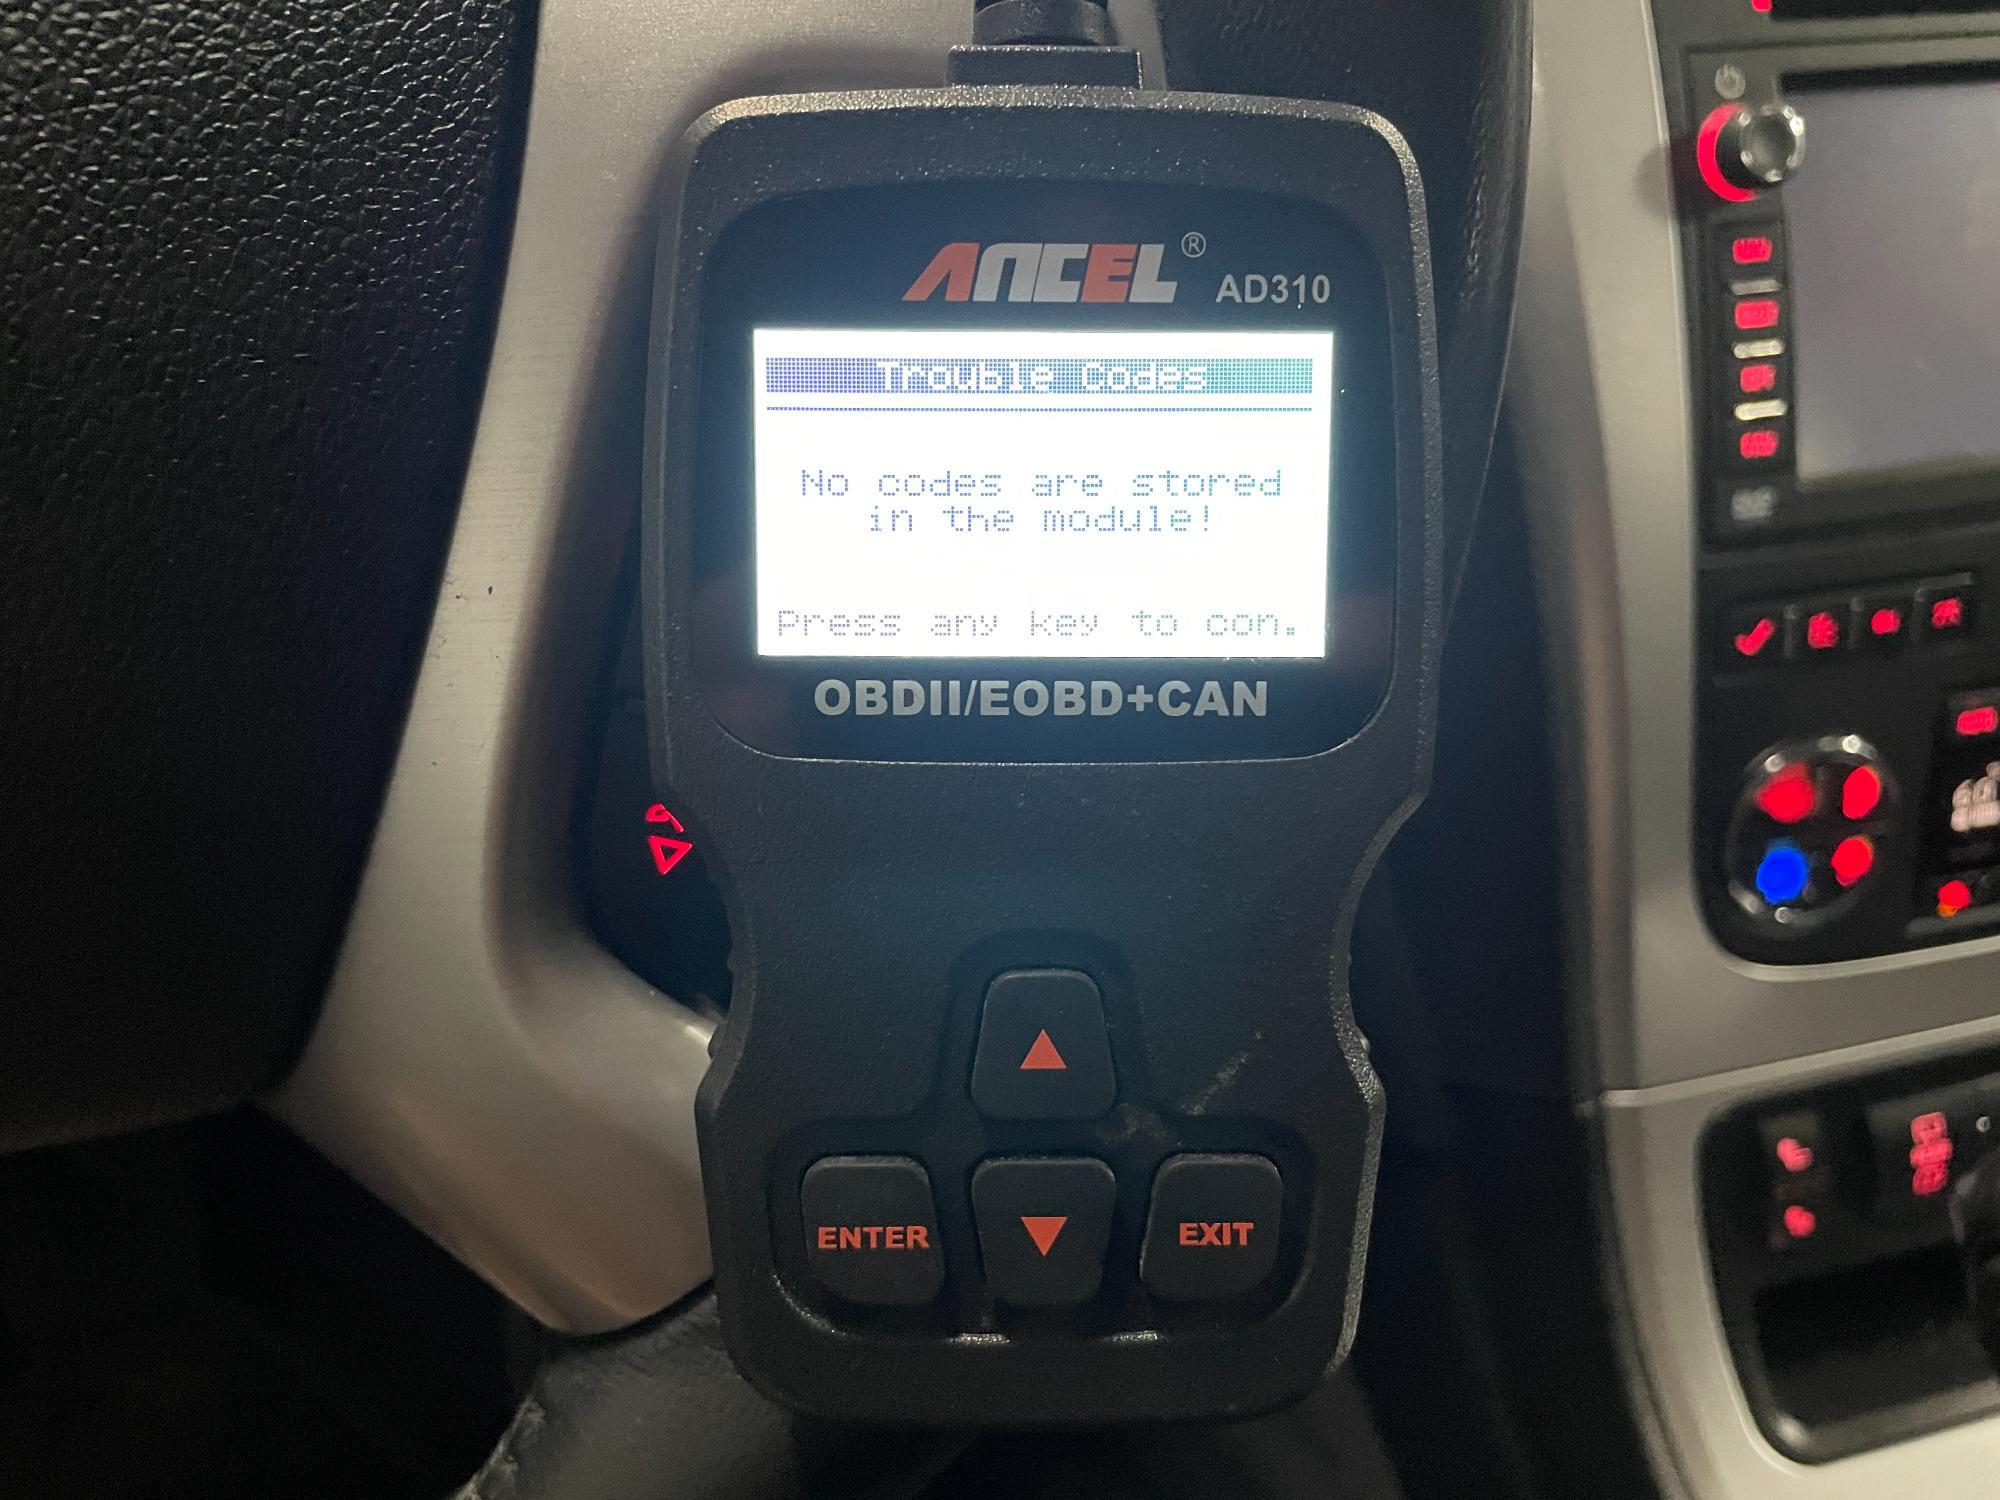 ANCEL®
AD310
Trouble Codes
No codes are stored
in the module!
Press any key to con.
OBDII/EOBD+CAN
ENTER
EXIT